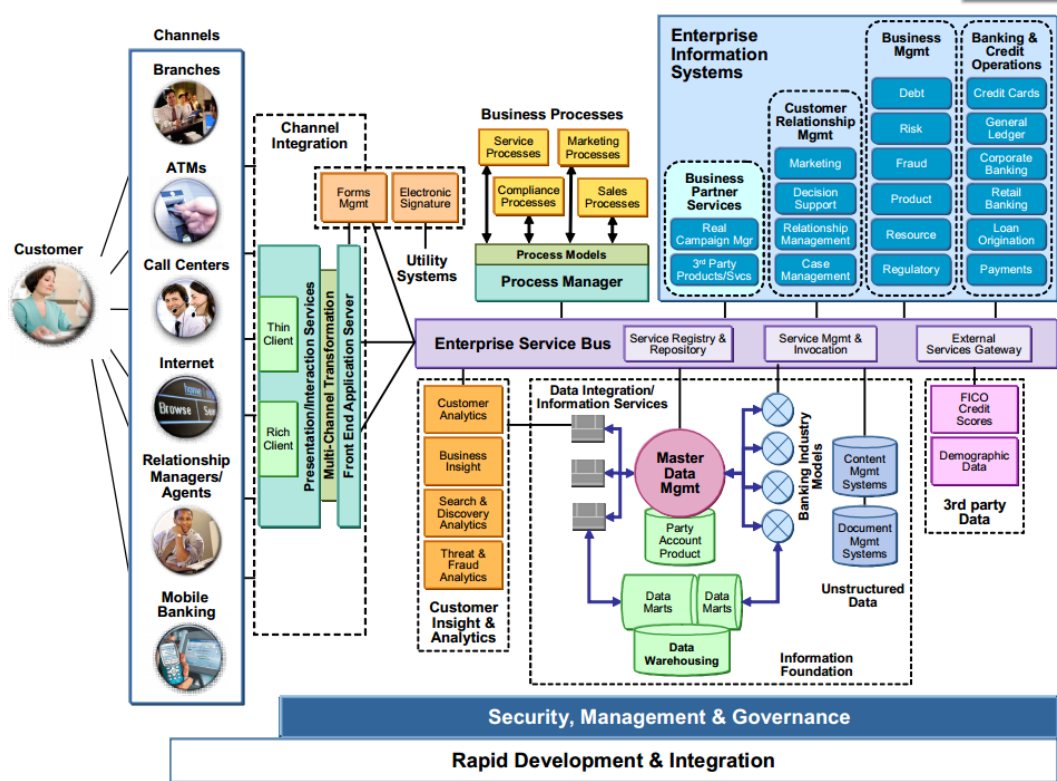 Channels
Branches
ATMs
Customer
Call Centers
Internet
home
Browse
Relationship
Managers/
Agents
Mobile
Banking
Channel
Integration
Forms
Mgmt
Electronic
Signature
Utility
Systems
Thin
Client
Rich
Client
Presentation/Interaction Services
Multi-Channel Transformation
Front End Application Server
Business Processes
Service
Processes
Marketing
Processes
Compliance
Processes
Sales
Processes
Process Models
Process Manager
Enterprise
Information
Systems
Business
Partner
Services
Real
Campaign Mgr
3rd Party
Products/Svcs
Customer
Relationship
Mgmt
Marketing
Decision
Support
Relationship
Management
Case
Management
Business
Mgmt
Debt
Risk
Fraud
Product
Resource
Regulatory
Banking &
Credit
Operations
Credit Cards
General
Ledger
Corporate
Banking
Retail
Banking
Loan
Origination
Payments
Enterprise Service Bus
Service Registry &
Repository
Service Mgmt &
Invocation
External
Services Gateway
Customer
Analytics
Business
Insight
Search &
Discovery
Analytics
Threat &
Fraud
Analytics
Customer
Insight &
Analytics
Data Integration/
Information Services
Master
Data
Mgmt
Party
Account
Product
Data
Marts
Data
Marts
Data
Warehousing
Banking Industry
Models
Content
Mgmt
Systems
Document
Mgmt
Systems
Unstructured
Data
Information
Foundation
FICO
Credit
Scores
Demographic
Data
3rd party
Data
Security, Management & Governance
Rapid Development & Integration